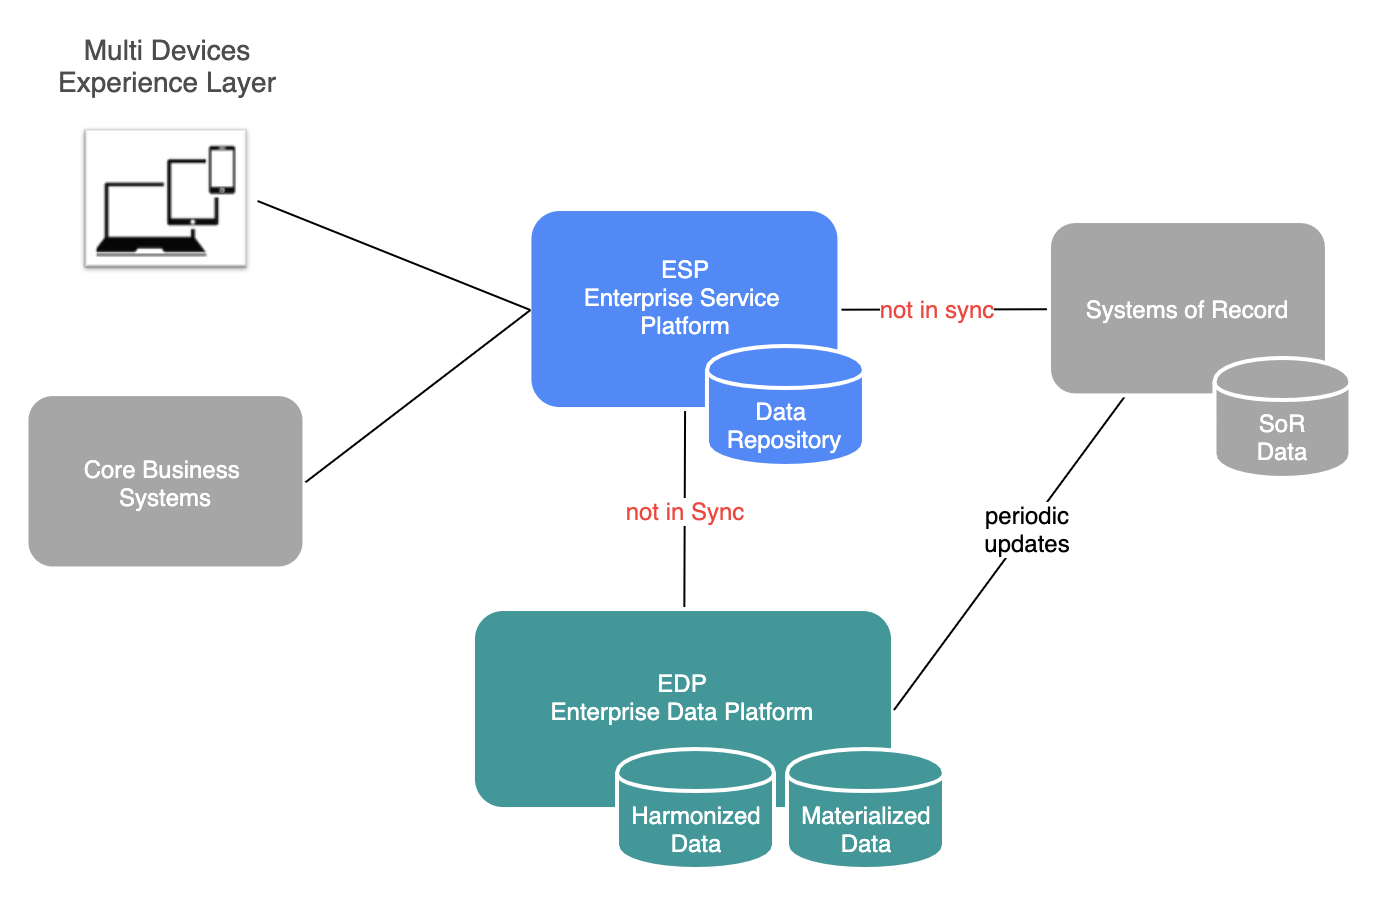 Multi Devices
Experience Layer
ESP
Enterprise Service
Platform
not in sync
Systems of Record
Data
Repository
SoR
Data
Core Business
Systems
not in Sync
periodic
updates
EDP
Enterprise Data Platform
Harmonized
Data
Materialized
Data